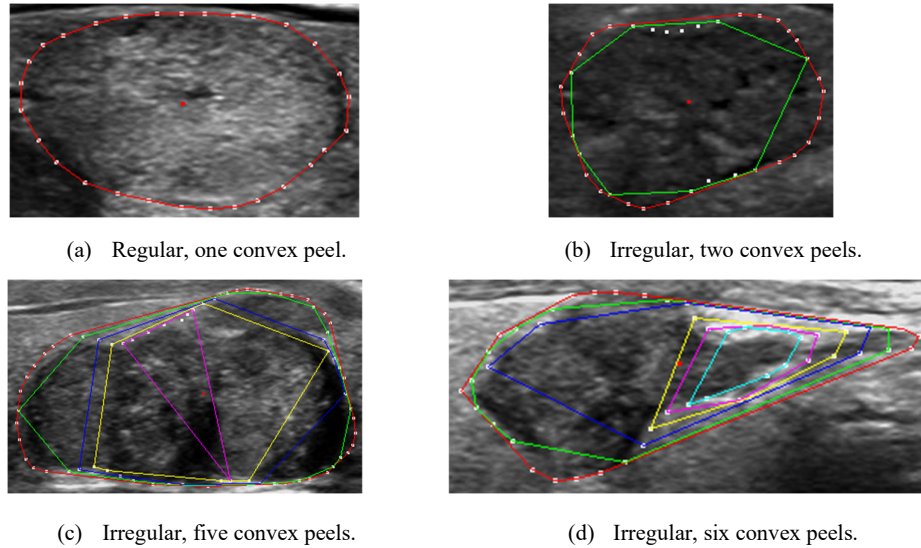 (a) Regular, one convex peel.
(b) Irregular, two convex peels.
(c) Irregular, five convex peels.
(d) Irregular, six convex peels.